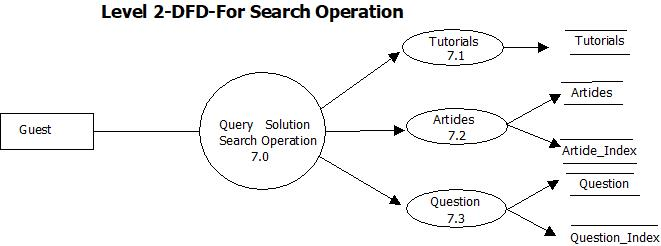 Level 2-DFD-For Search Operation
Guest
Query Solution
Search Operation
7.0
Tutorials
7.1
Tutorials
Artides
7.2
Artides
Artide_Index
Question
7.3
Question
Question_Index